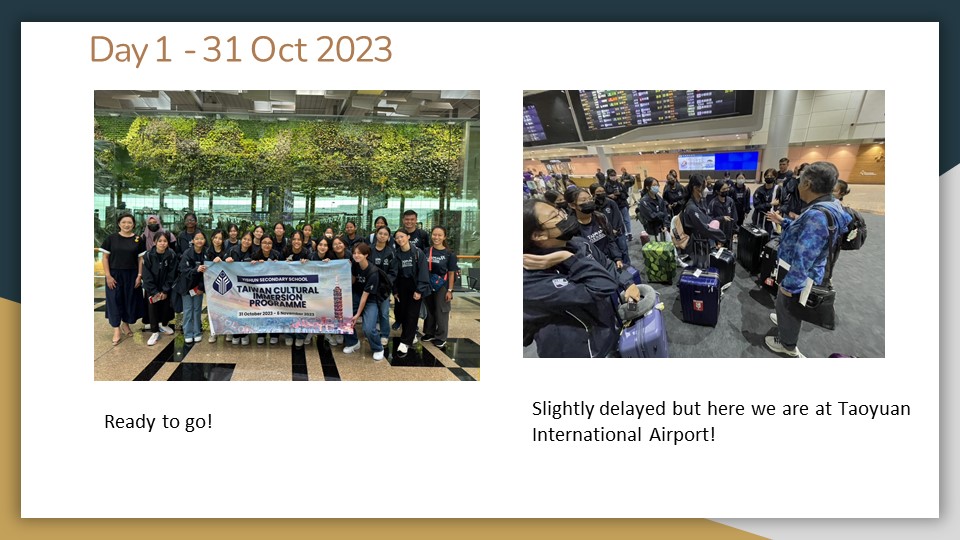 Day 1 - 31 Oct 2023
YISHUN SECONDARY SCHOOL
TAIWAN CULTURAL
IMMERSION
PROGRAMME
31 October 2023 - 5 November 2023
Ready to go!
Slightly delayed but here we are at Taoyuan
International Airport!